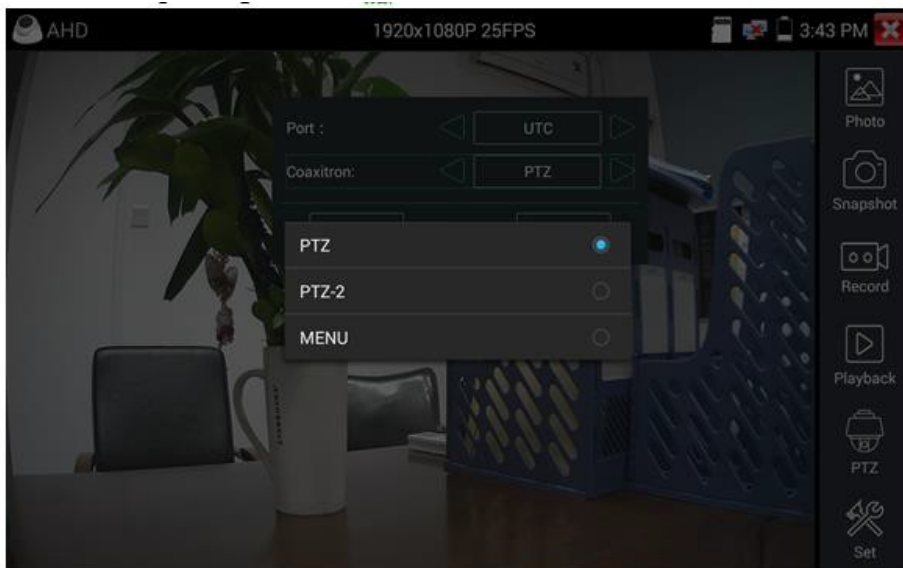 AHD
1920x1080P 25FPS
3:43 PM
Port :
UTC
Coaxitron:
PTZ
PTZ
PTZ-2
MENU
Photo
Snapshot
Record
Playback
PTZ
Set